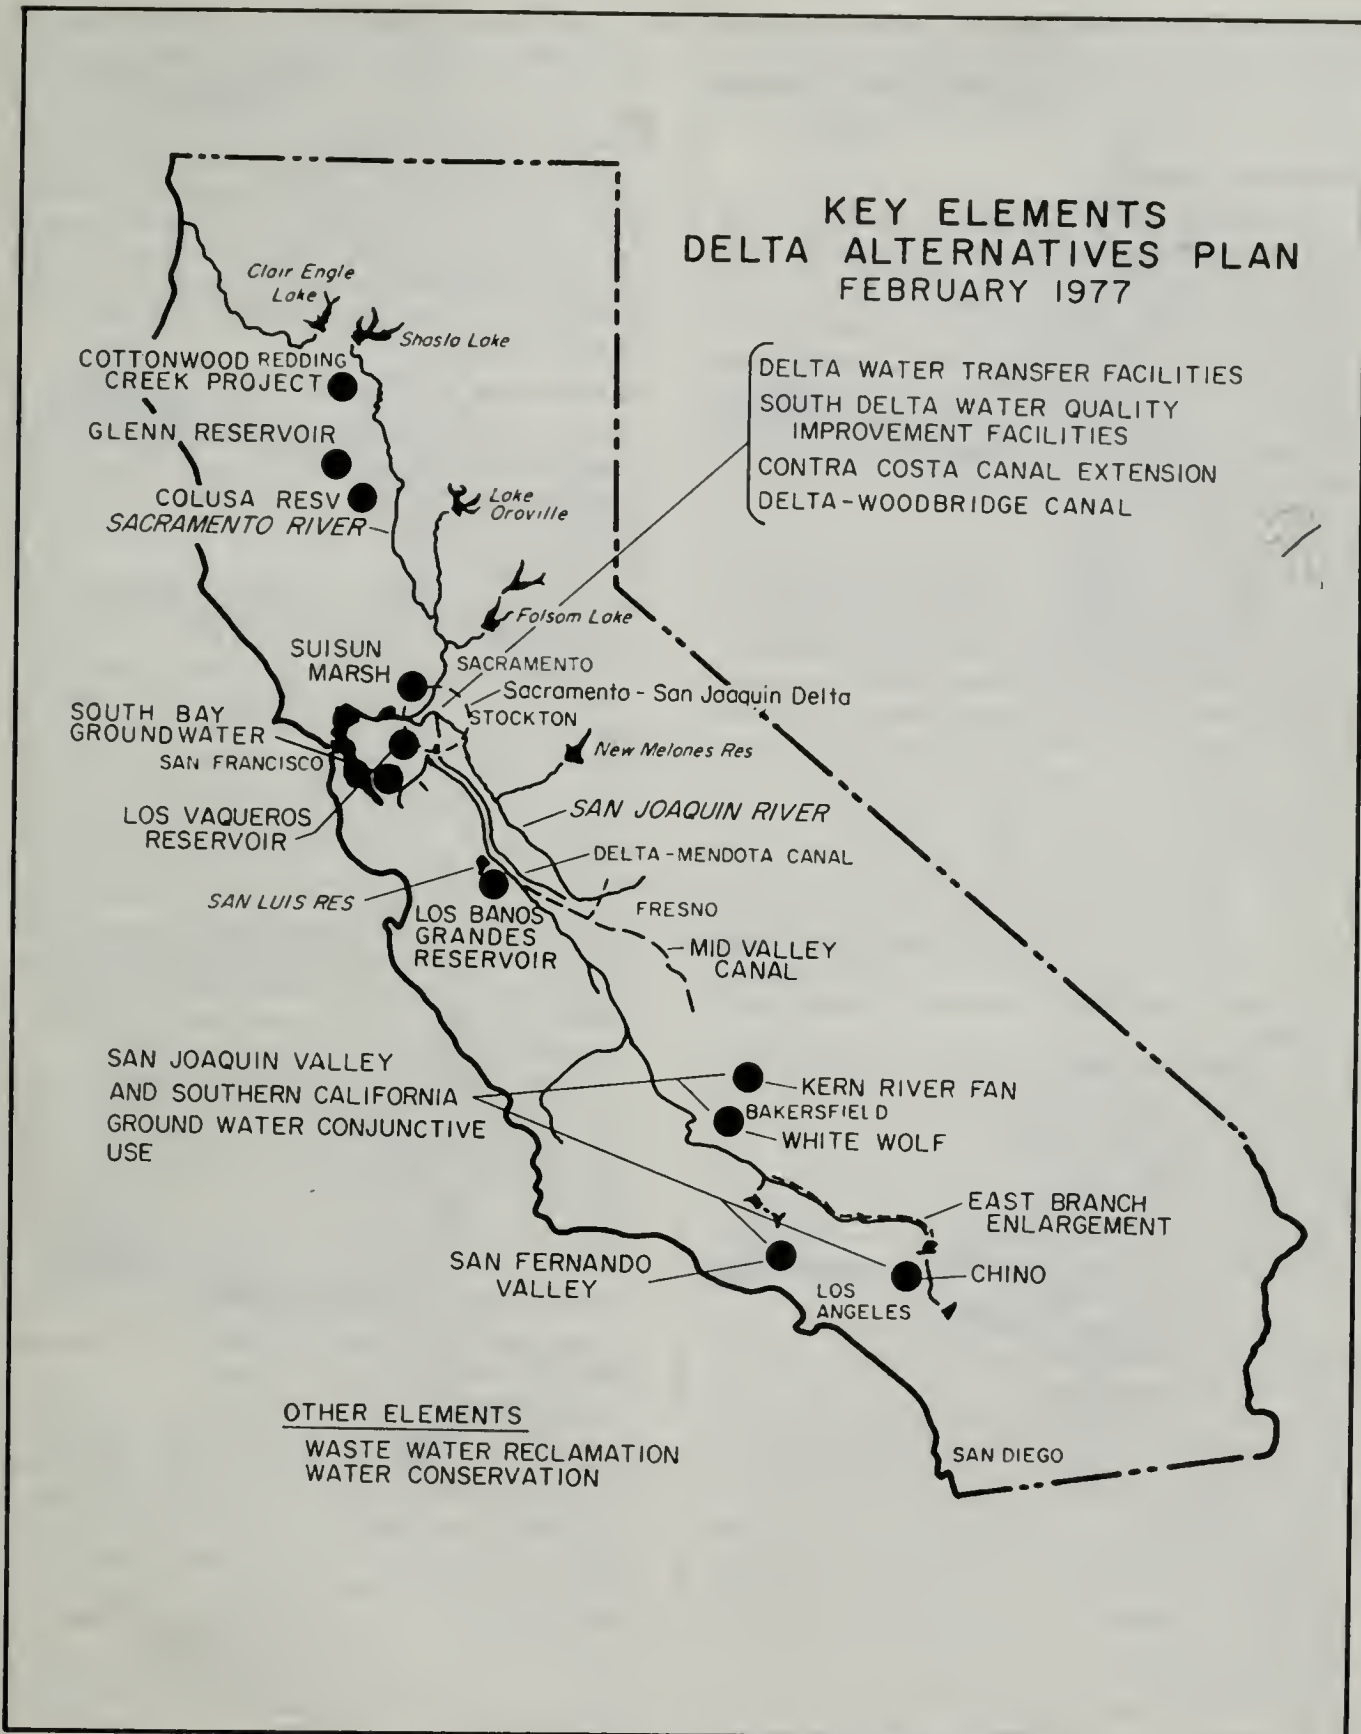 KEY ELEMENTS
DELTA ALTERNATIVES PLAN
FEBRUARY 1977
DELTA WATER TRANSFER FACILITIES
SOUTH DELTA WATER QUALITY
IMPROVEMENT FACILITIES
CONTRA COSTA CANAL EXTENSION
DELTA-WOODBRIDGE CANAL
Clair Engle
Lake
Shasta Lake
COTTONWOOD REDDING
CREEK PROJECT
GLENN RESERVOIR
COLUSA RESV
SACRAMENTO RIVER
Lake
Oroville
Folsom Lake
SUISUN
MARSH
SACRAMENTO
Sacramento - San Joaquin Delta
STOCKTON
SOUTH BAY
GROUNDWATER
SAN FRANCISCO
New Melones Res
LOS VAQUEROS
RESERVOIR
SAN JOAQUIN RIVER
DELTA-MENDOTA CANAL
SAN LUIS RES
LOS BANOS
GRANDES
RESERVOIR
FRESNO
MID VALLEY
CANAL
SAN JOAQUIN VALLEY
AND SOUTHERN CALIFORNIA
GROUND WATER CONJUNCTIVE
USE
KERN RIVER FAN
BAKERSFIELD
WHITE WOLF
EAST BRANCH
ENLARGEMENT
SAN FERNANDO
VALLEY
CHINO
LOS
ANGELES
OTHER ELEMENTS
WASTE WATER RECLAMATION
WATER CONSERVATION
SAN DIEGO